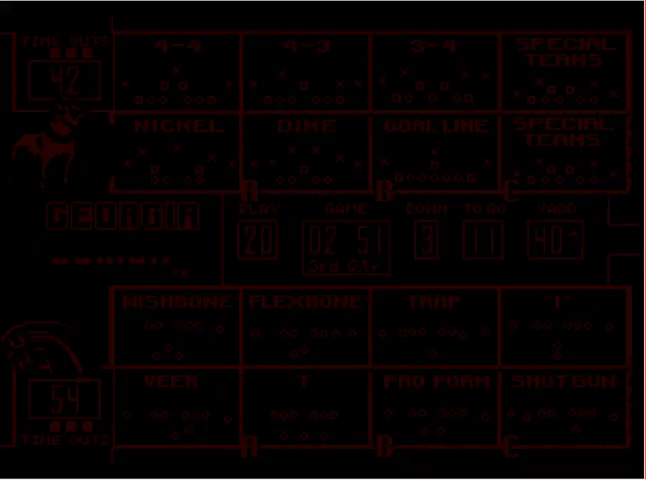 TIME OUTS
42
4-4
4-3
3-4
SPECIAL
TEAMS
NICKEL
DIME
GOAL LINE
SPECIAL
TEAMS
B
C
GEORGIA
PLAY
GAME
DOWN
TO GO
YARD
20
02 51
3
11
40
3rd Qtr
WISHBONE
FLEXBONE
TRAP
"I"
VEER
T
PRO FORM
SHOTGUN
54
TIME OUTS
B
C